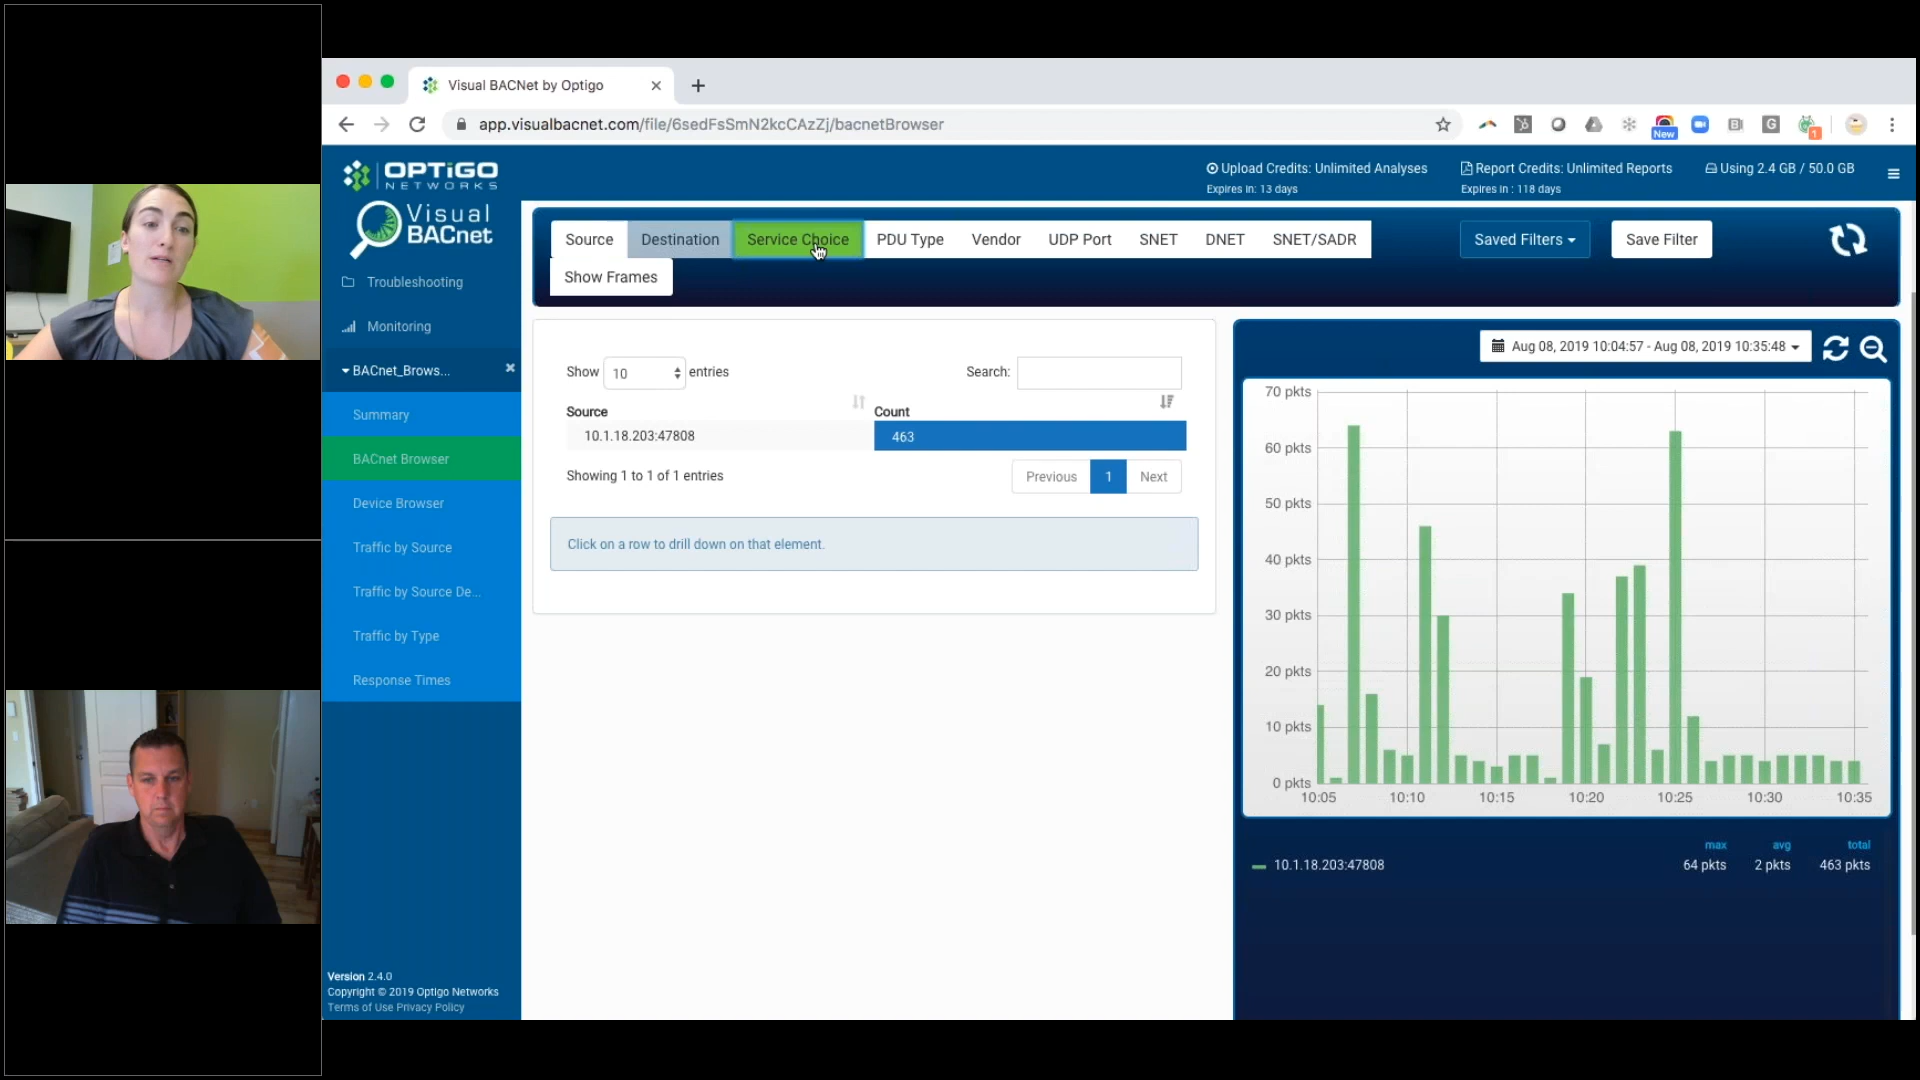 Visual BACNet by Optigo
app.visualbacnet.com/file/6sedFsSmN2kcCAzZj/bacnetBrowser
New
G
1
OPTiGO
NETWORKS
Visual
BACnet
Upload Credits: Unlimited Analyses
Expires in: 13 days
Report Credits: Unlimited Reports
Expires in : 118 days
Using 2.4 GB / 50.0 GB
Troubleshooting
Monitoring
BACnet_Brows...
Summary
BACnet Browser
Device Browser
Traffic by Source
Traffic by Source De...
Traffic by Type
Response Times
Version 2.4.0
Copyright © 2019 Optigo Networks
Terms of Use Privacy Policy
Source Destination Service Choice PDU Type Vendor UDP Port SNET DNET SNET/SADR
Show Frames
Saved Filters
Save Filter
Show 10 entries
Search:
Source Count
10.1.18.203:47808 463
Showing 1 to 1 of 1 entries
Previous 1 Next
Click on a row to drill down on that element.
Aug 08, 2019 10:04:57 - Aug 08, 2019 10:35:48
70 pkts
60 pkts
50 pkts
40 pkts
30 pkts
20 pkts
10 pkts
0 pkts
10:05 10:10 10:15 10:20 10:25 10:30 10:35
max avg total
10.1.18.203:47808 64 pkts 2 pkts 463 pkts